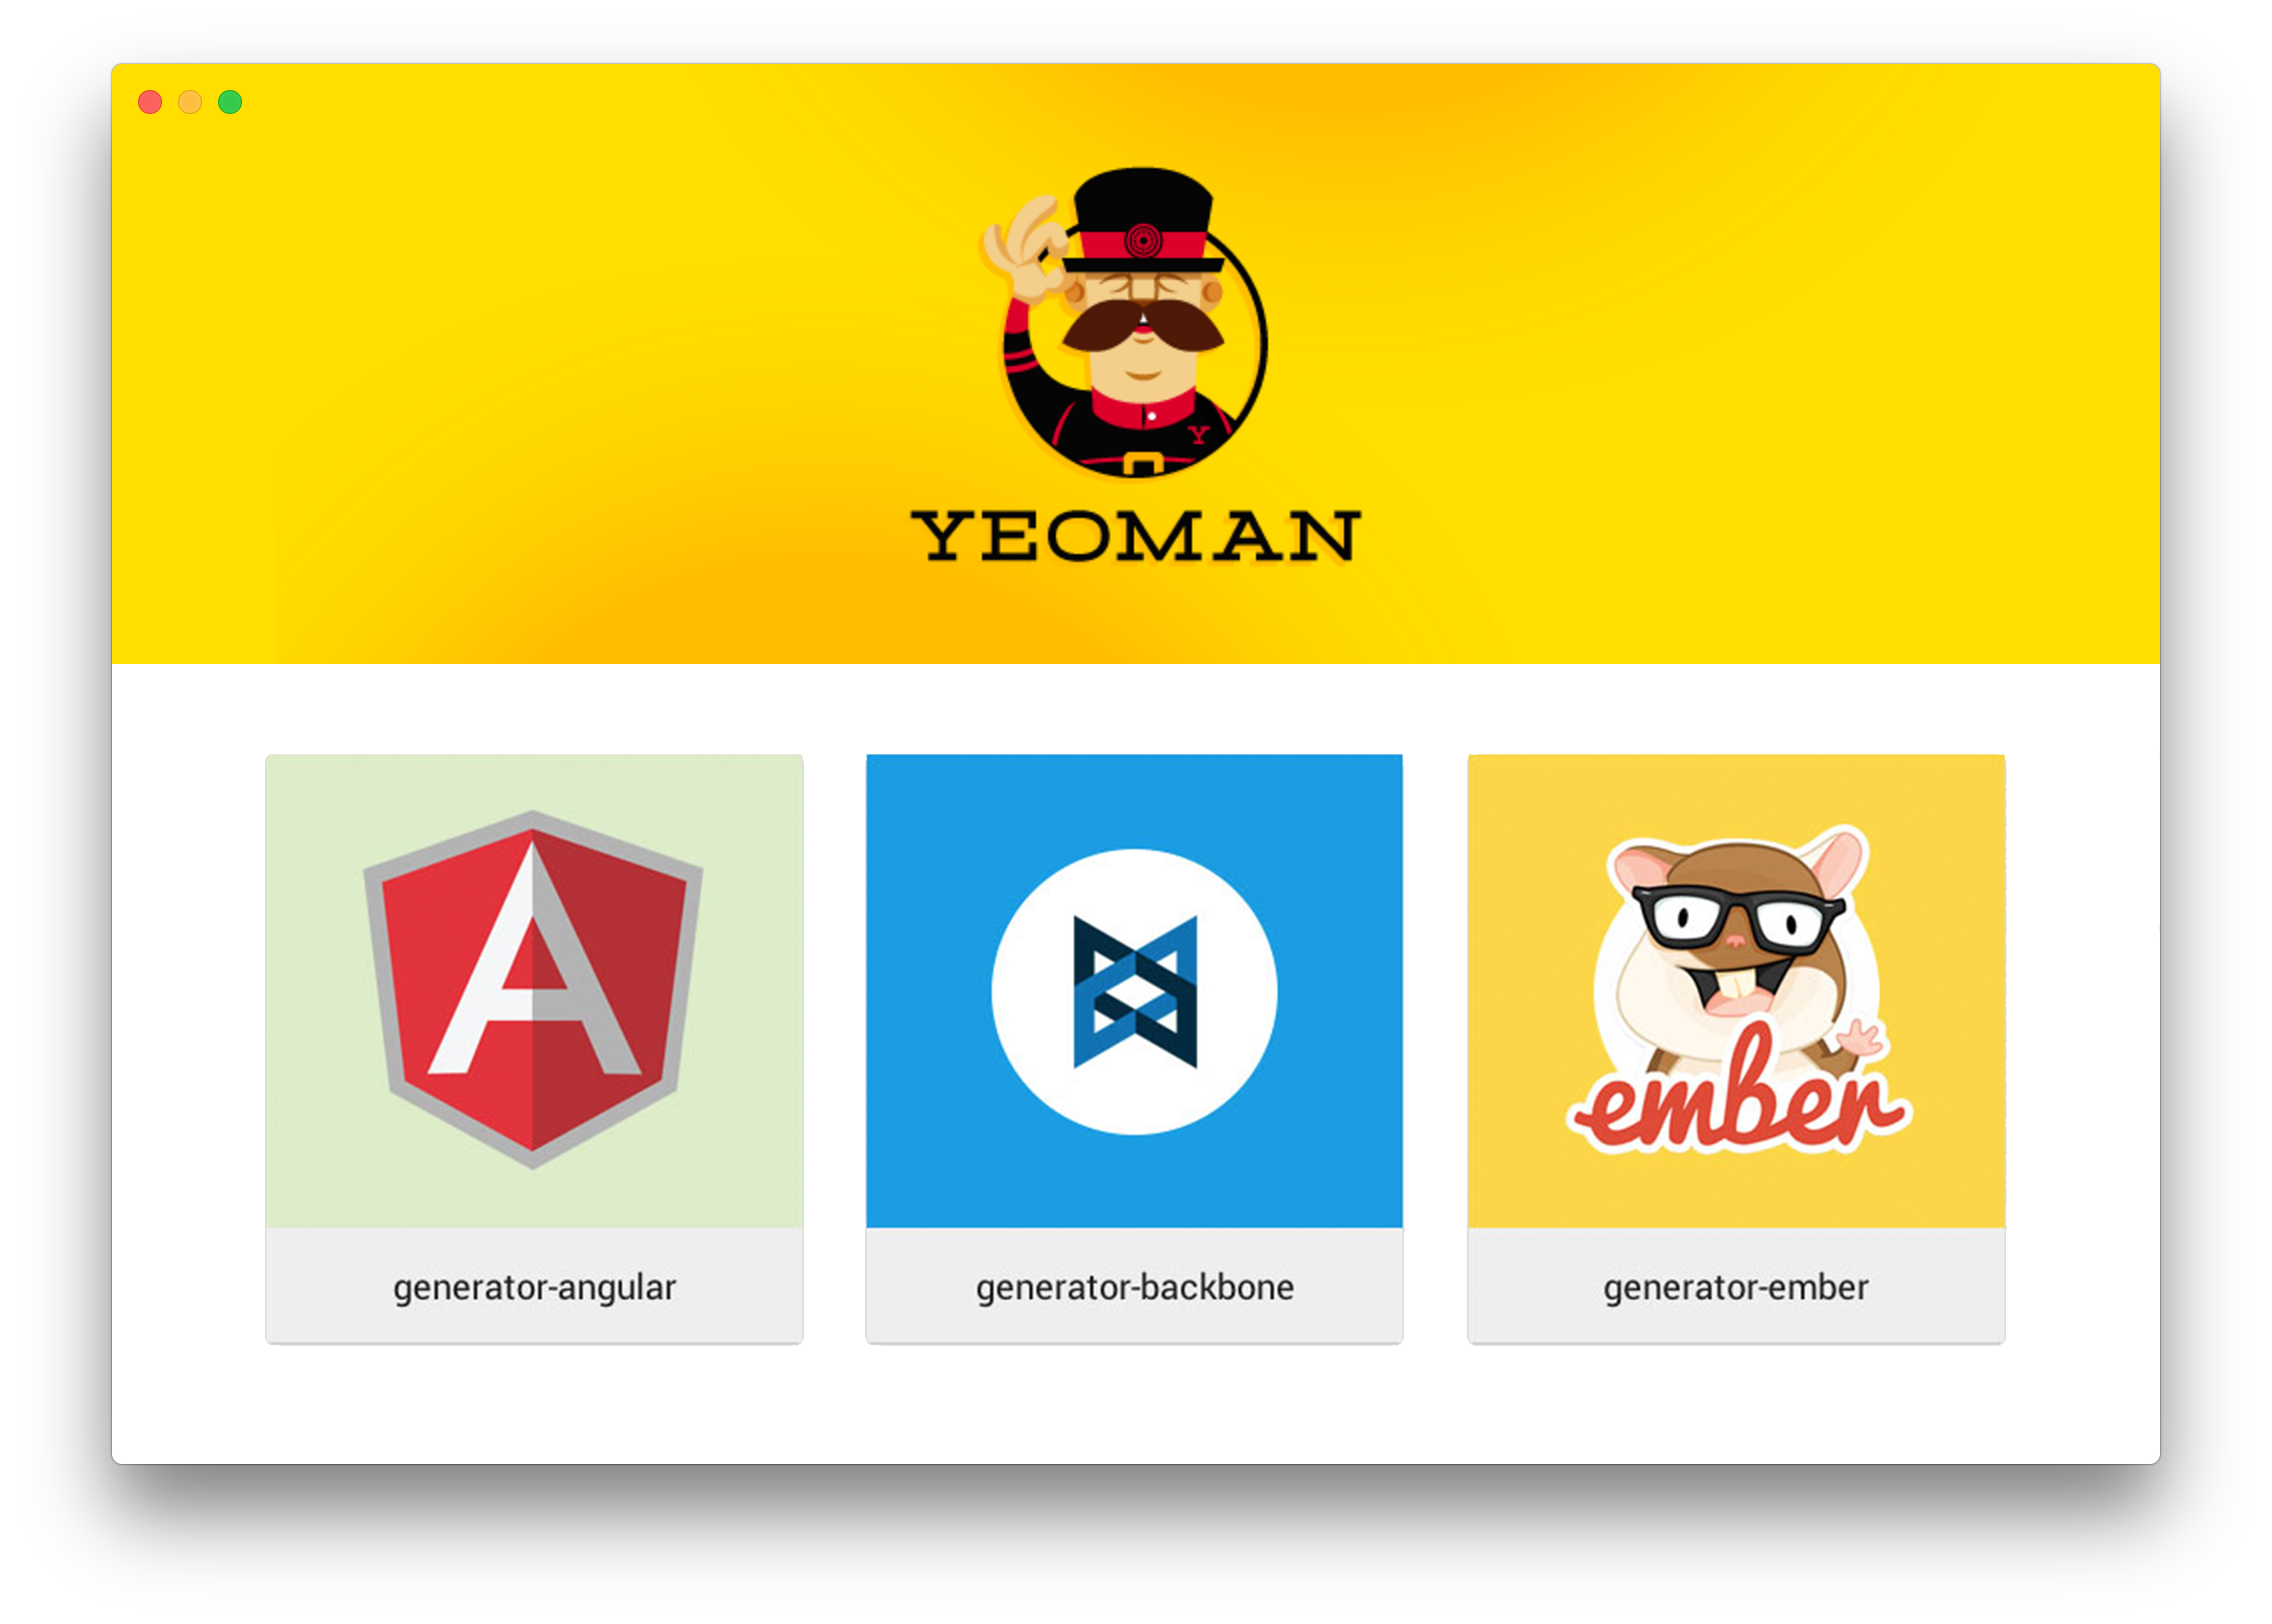 Y
YEOMAN
A
ember
generator-angular
generator-backbone
generator-ember